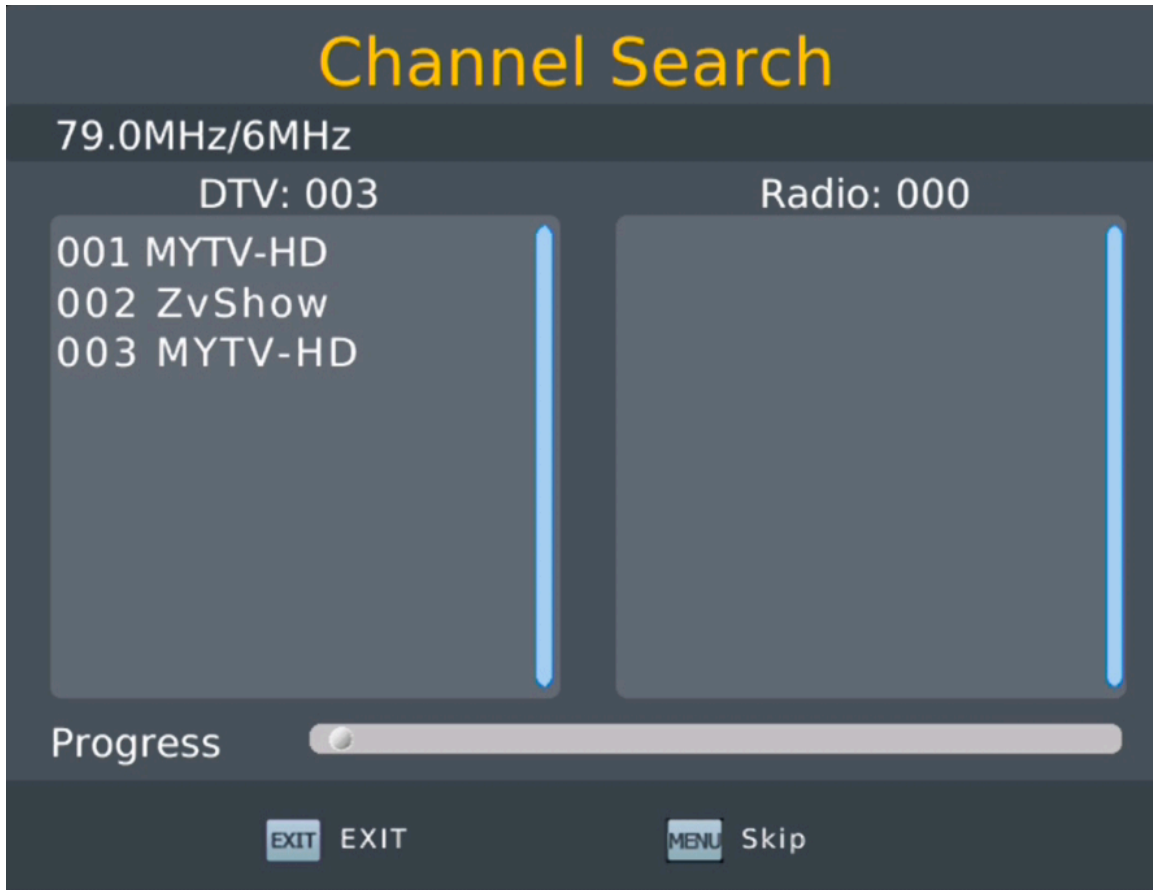 Channel Search
79.0MHz/6MHz
DTV: 003
Radio: 000
001 MYTV-HD
002 ZvShow
003 MYTV-HD
Progress
EXIT EXIT
MENU Skip